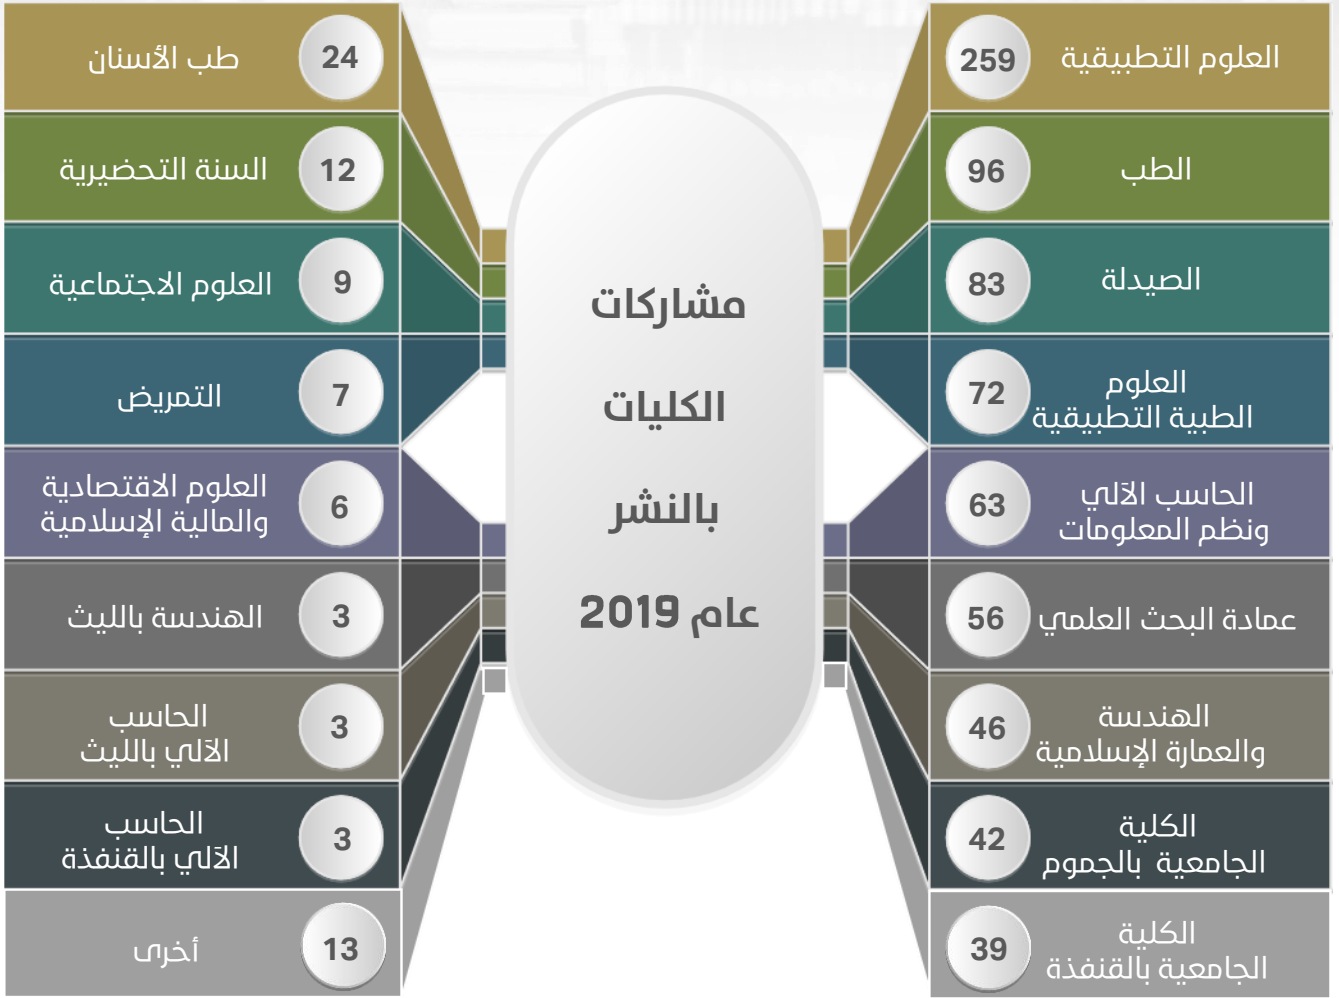 مشاركات
الكليات
بالنشر
عام 2019
العلوم التطبيقية
259
الطب
96
الصيدلة
83
العلوم
الطبية التطبيقية
72
الحاسب الآلي
ونظم المعلومات
63
عمادة البحث العلمي
56
الهندسة
والعمارة الإسلامية
46
الكلية
الجامعية بالجموم
42
الكلية
الجامعية بالقنفذة
39
24
طب الأسنان
12
السنة التحضيرية
9
العلوم الاجتماعية
7
التمريض
6
العلوم الاقتصادية
والمالية الإسلامية
3
الهندسة بالليث
3
الحاسب
الآلي بالليث
3
الحاسب
الآلي بالقنفذة
13
أخرى